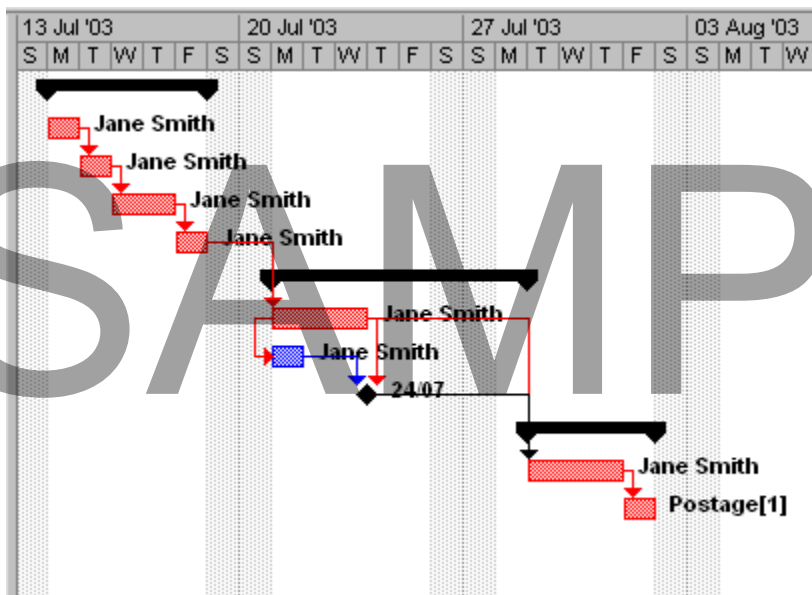 13 Jul '03 20 Jul '03 27 Jul '03 03 Aug '03
S M T W T F S S M T W T F S S M T W T F S S M T W
Jane Smith
Jane Smith
Jane Smith
Jane Smith
Jane Smith
Jane Smith
24/07
Jane Smith
Postage[1]
SAMP